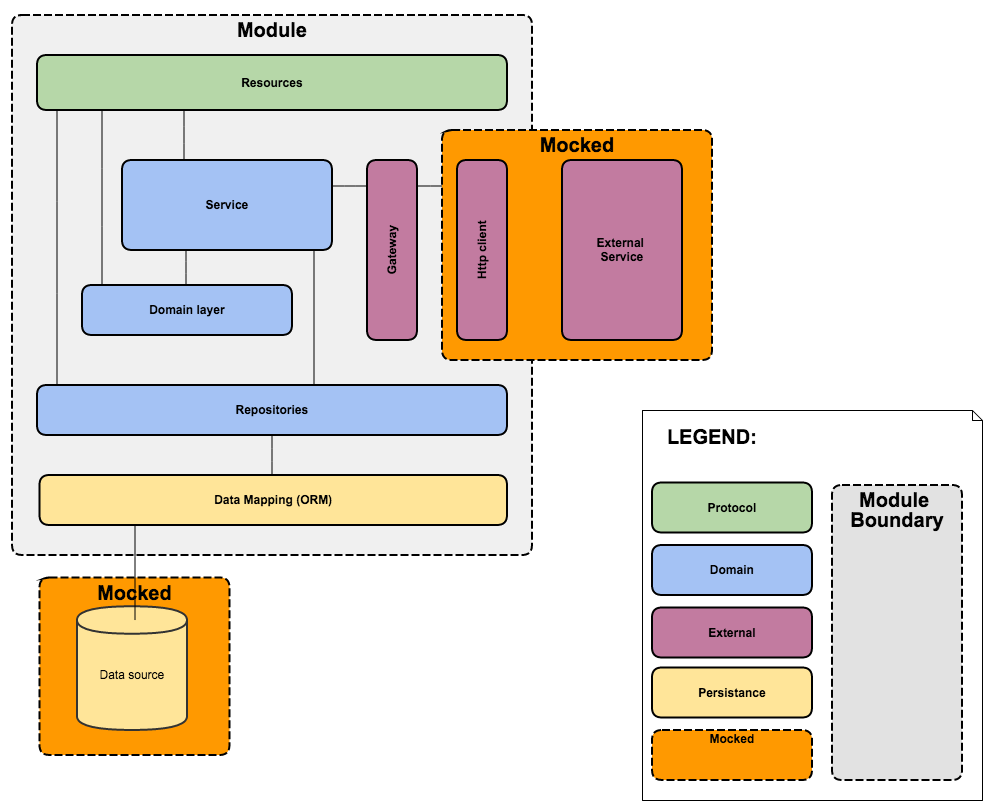 Module
Resources
Mocked
Service
Gateway
Http client
External
Service
Domain layer
Repositories
Data Mapping (ORM)
Mocked
Data source
LEGEND:
Protocol
Domain
External
Persistance
Mocked
Module
Boundary